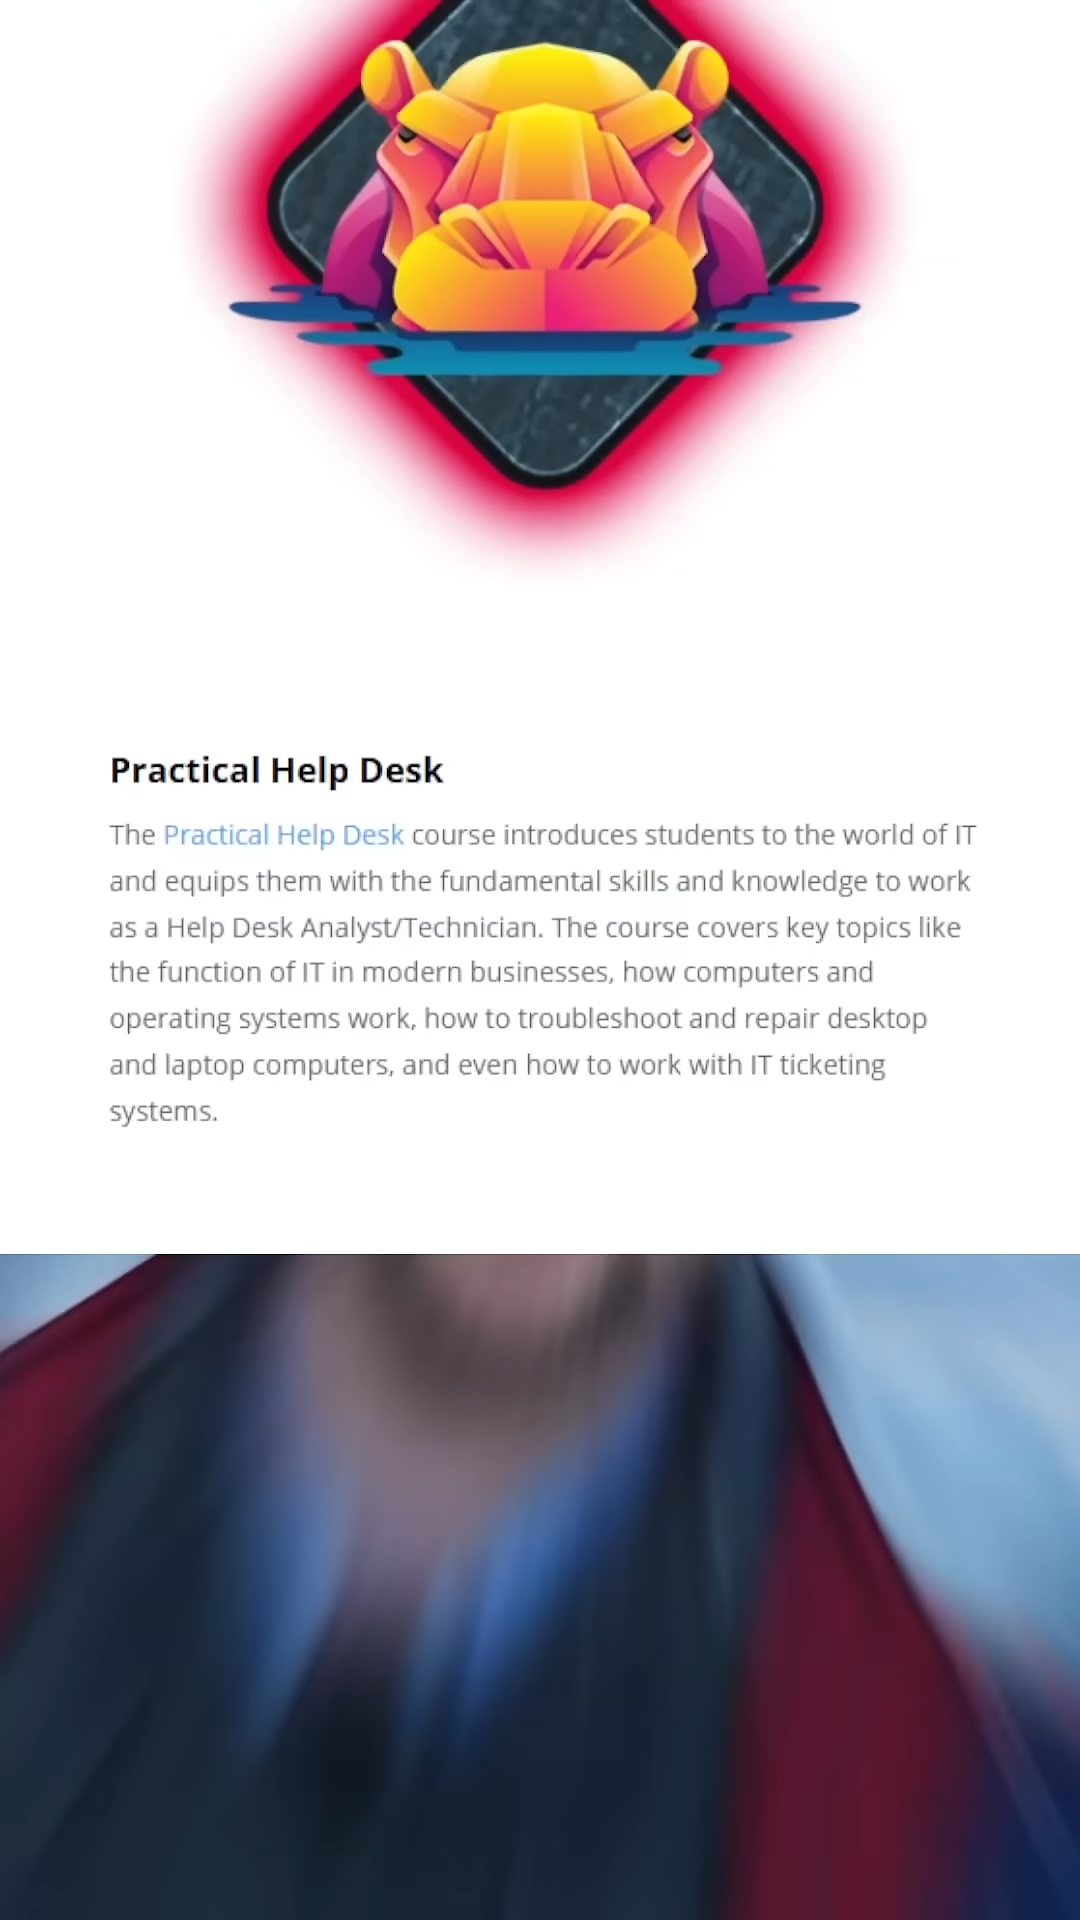 Practical Help Desk
The Practical Help Desk course introduces students to the world of IT
and equips them with the fundamental skills and knowledge to work
as a Help Desk Analyst/Technician. The course covers key topics like
the function of IT in modern businesses, how computers and
operating systems work, how to troubleshoot and repair desktop
and laptop computers, and even how to work with IT ticketing
systems.